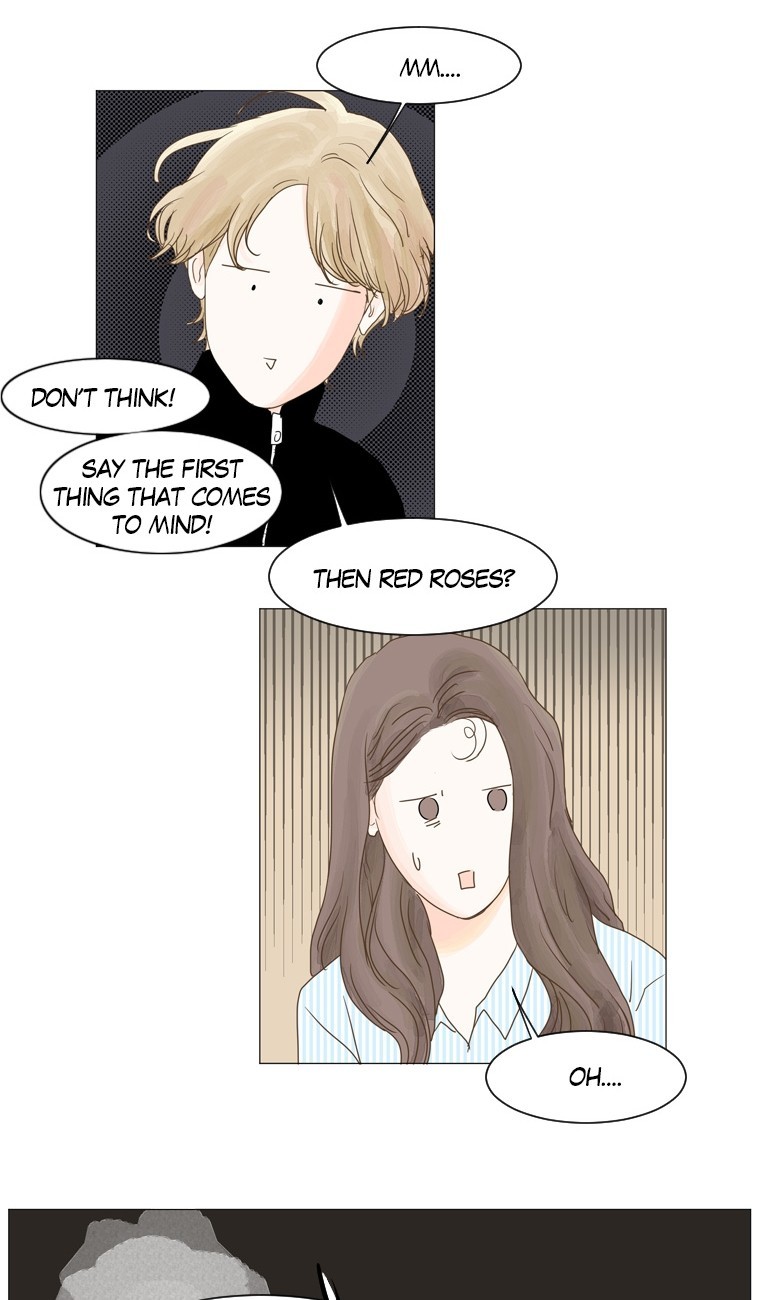 MM....
DON'T THINK!
SAY THE FIRST
THING THAT COMES
TO MIND!
THEN RED ROSES?
OH....